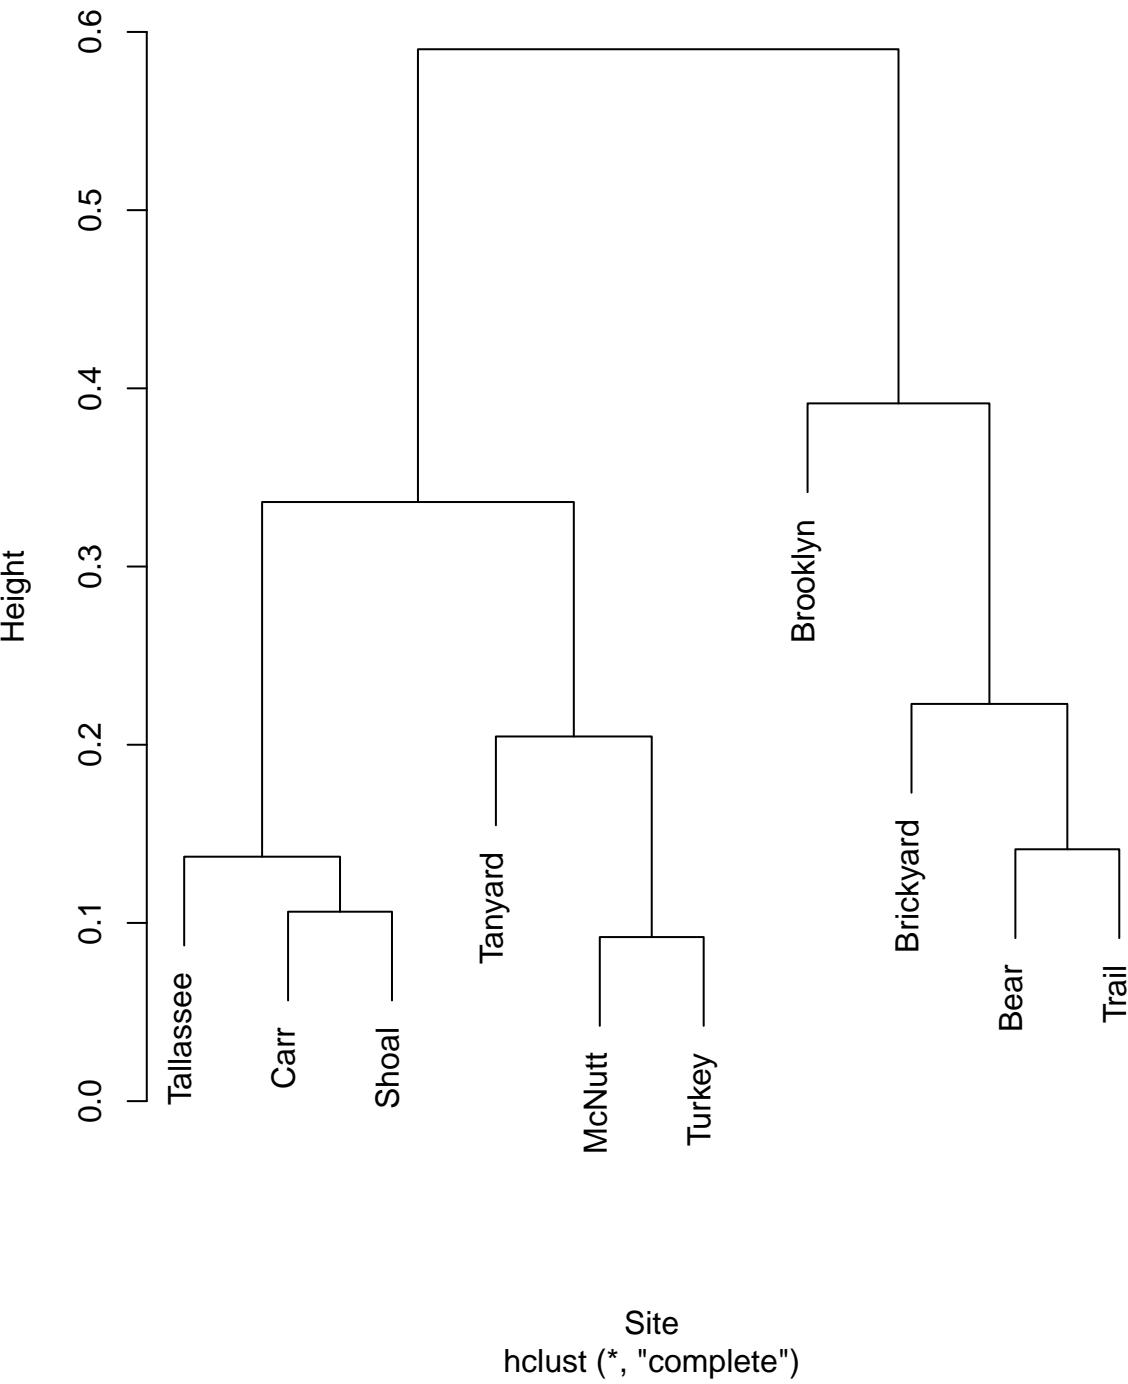 0.6
0.5
0.4
0.3
0.2
0.1
0.0
Height
Tallassee
Carr
Shoal
Tanyard
McNutt
Turkey
Brooklyn
Brickyard
Bear
Trail
Site
hclust (*, "complete")